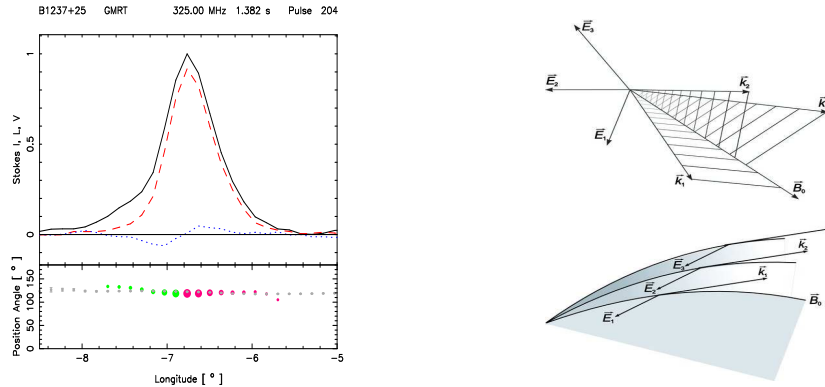 B1237+25 GMRT 325.00 MHz 1.382 s Pulse 204
Stokes I, L, V
1
0.5
0
Position Angle [ ° ]
150
100
50
0
-8 -7 -6 -5
Longitude [ ° ]
E₃
E₂
k₂
k
E₁
k₁
B₀
k₂
E₃
k₁
E₂
B₀
E₁